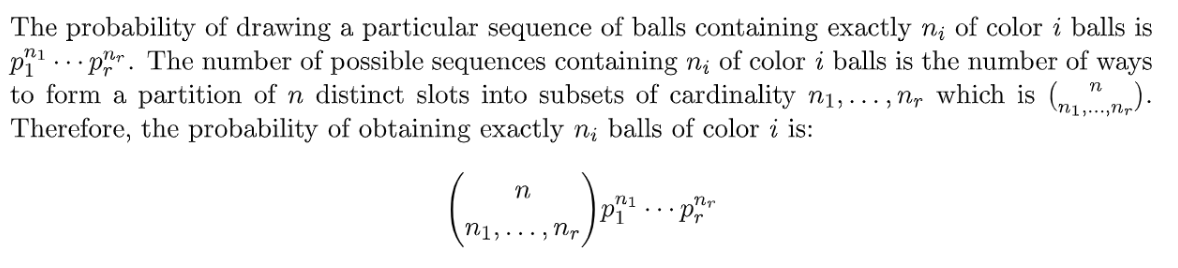 The probability of drawing a particular sequence of balls containing exactly $n_i$ of color $i$ balls is
$p_1^{n_1} \cdots p_r^{n_r}$. The number of possible sequences containing $n_i$ of color $i$ balls is the number of ways
to form a partition of $n$ distinct slots into subsets of cardinality $n_1, \ldots, n_r$ which is $\binom{n}{n_1,\ldots,n_r}$.
Therefore, the probability of obtaining exactly $n_i$ balls of color $i$ is:
$\binom{n}{n_1, \ldots, n_r} p_1^{n_1} \cdots p_r^{n_r}$